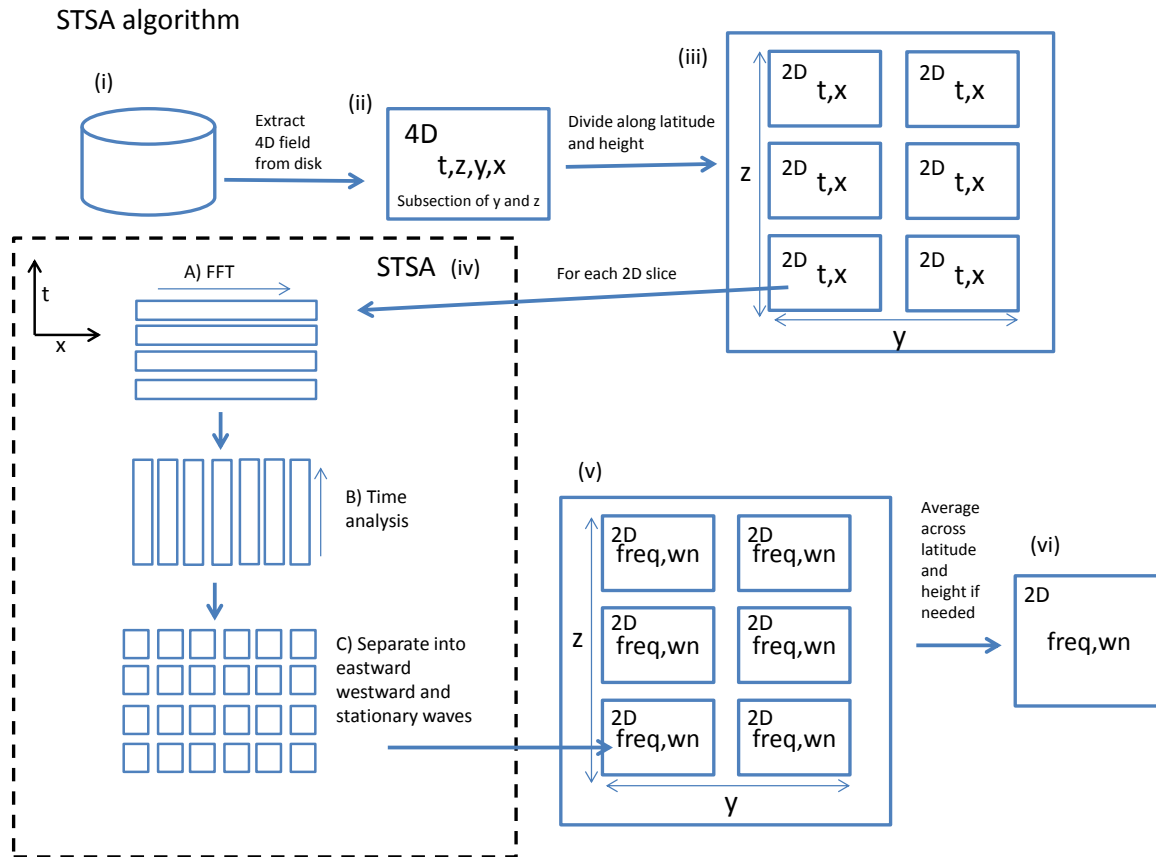 STSA algorithm
(i)
Extract
4D field
from disk
(ii)
4D
t,z,y,x
Subsection of y and z
Divide along latitude
and height
(iii)
z
2D
t,x
2D
t,x
2D
t,x
2D
t,x
2D
t,x
2D
t,x
y
For each 2D slice
STSA (iv)
t
x
A) FFT
B) Time
analysis
C) Separate into
eastward
westward and
stationary waves
(v)
z
2D
freq,wn
2D
freq,wn
2D
freq,wn
2D
freq,wn
2D
freq,wn
2D
freq,wn
y
Average
across
latitude
and
height if
needed
(vi)
2D
freq,wn